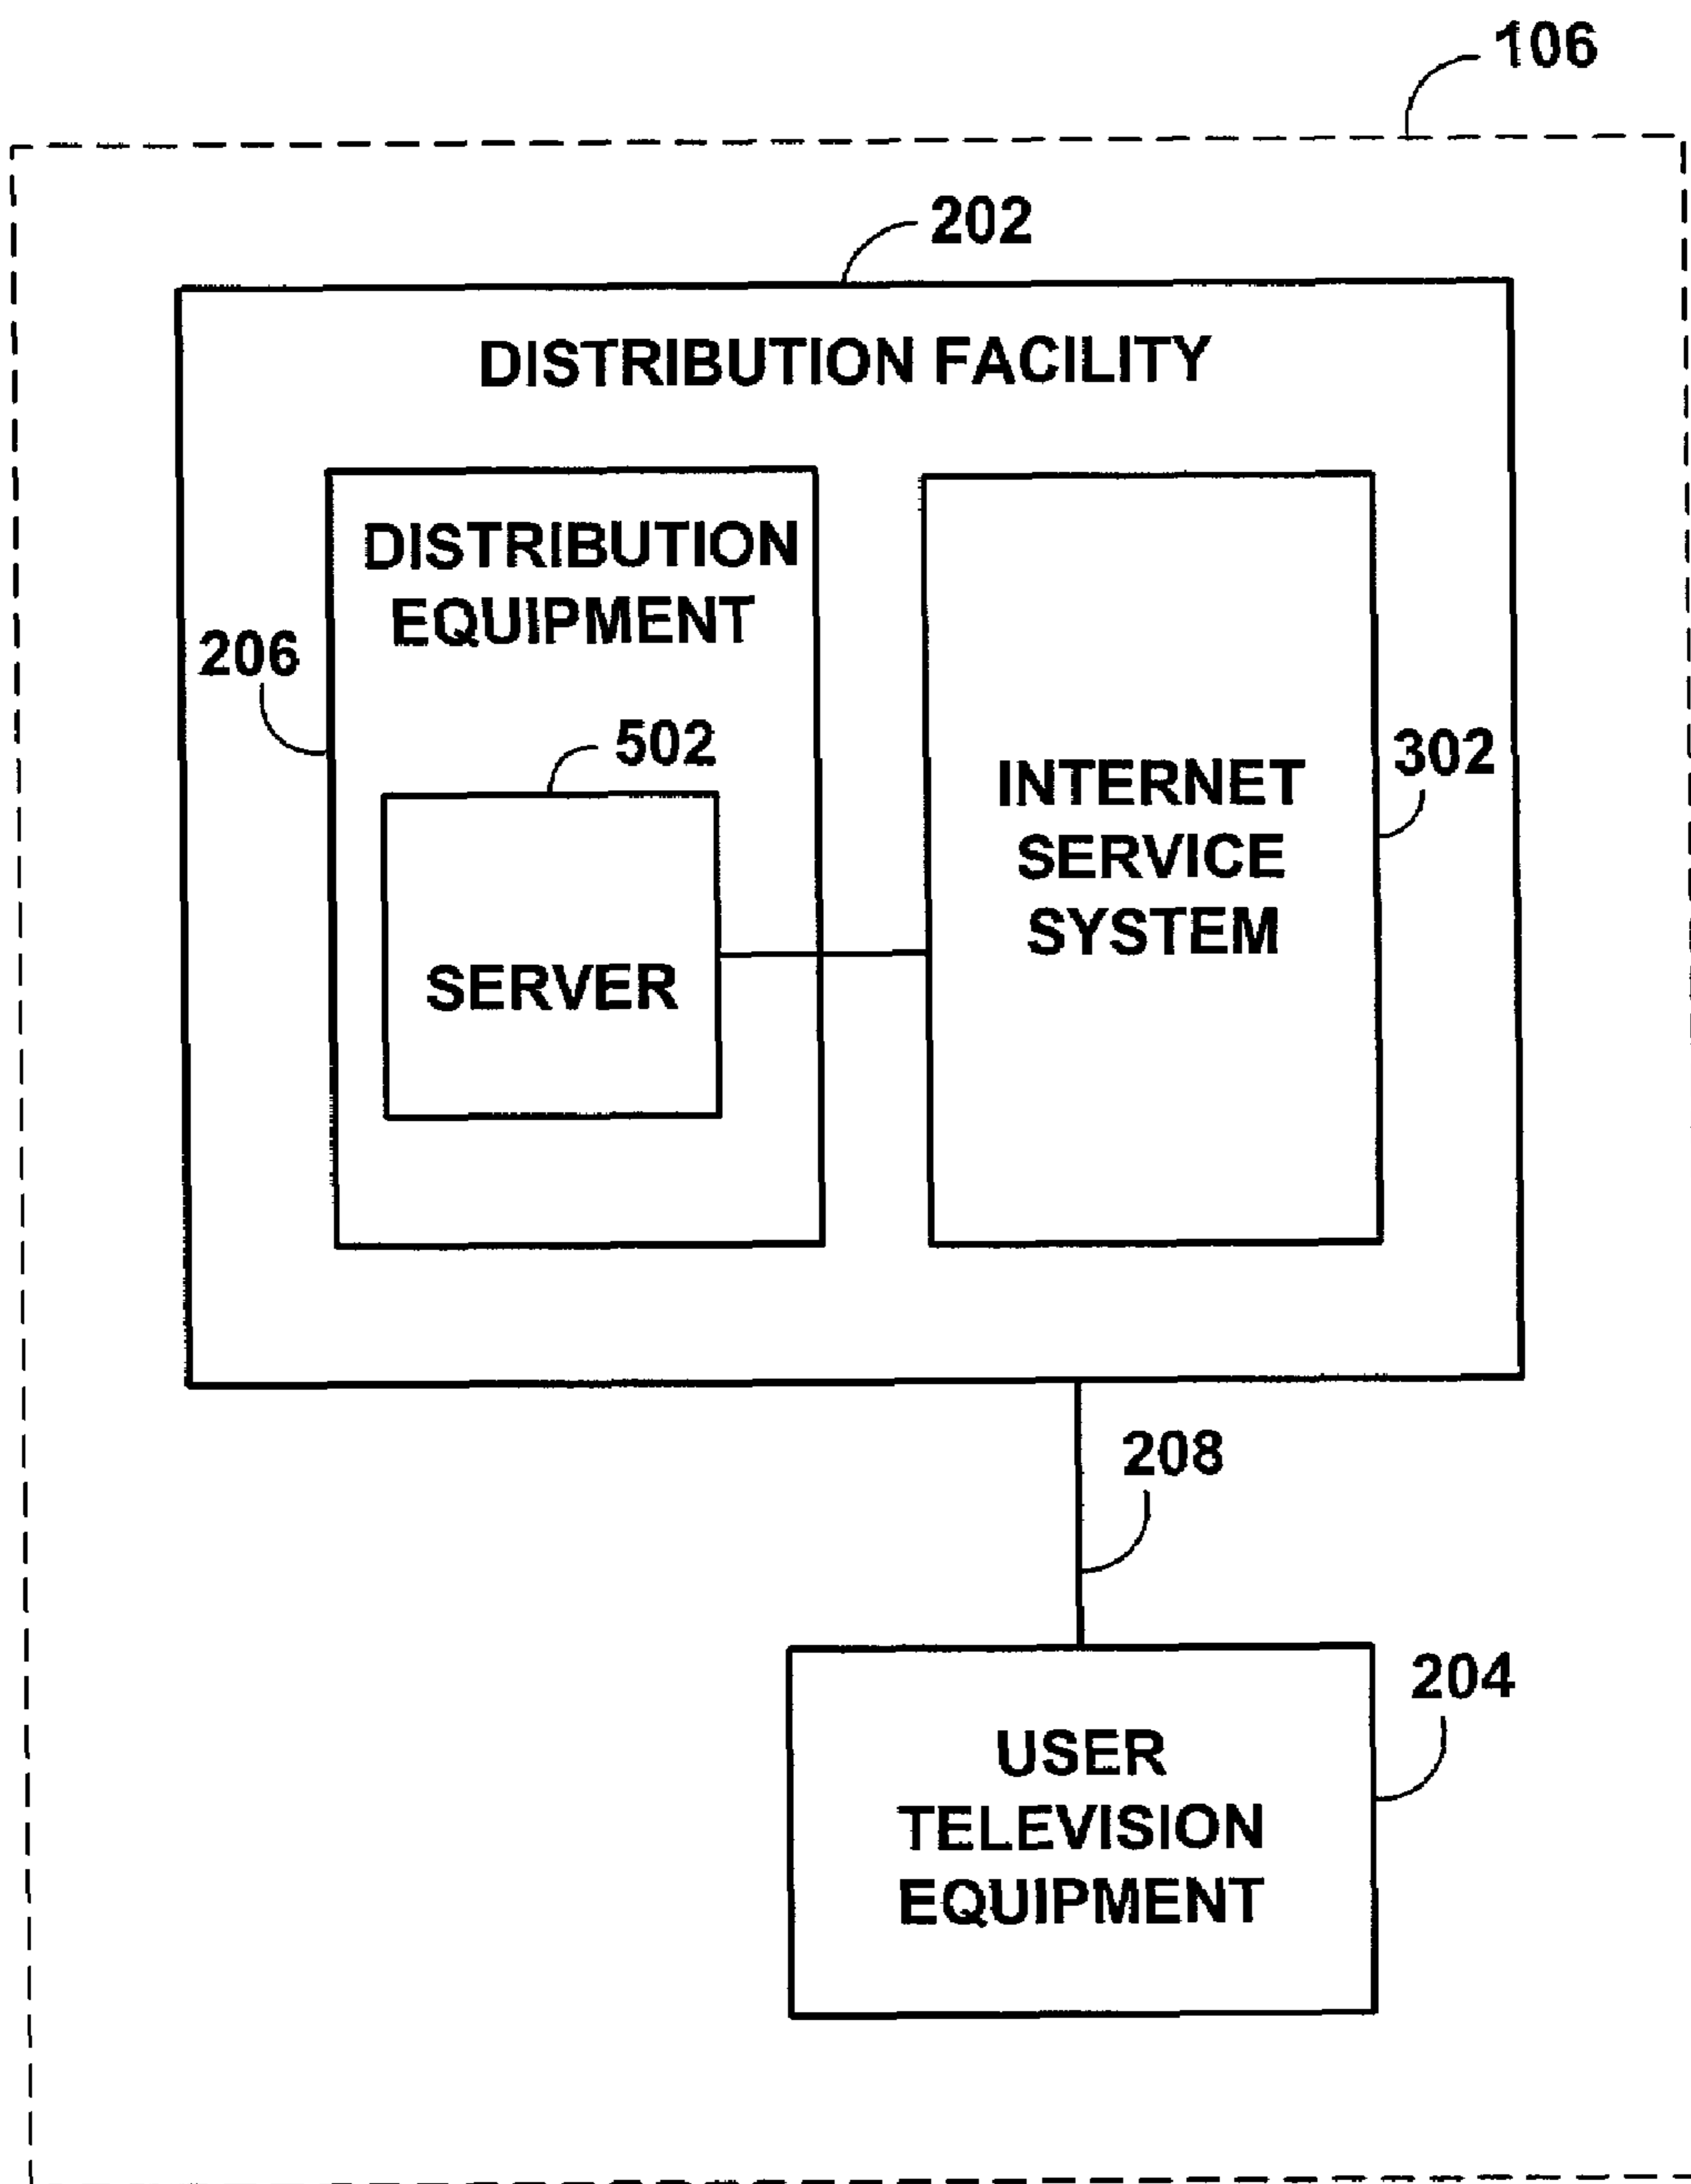 106
202
DISTRIBUTION FACILITY
DISTRIBUTION
EQUIPMENT
206
502
SERVER
INTERNET
SERVICE
SYSTEM
302
208
204
USER
TELEVISION
EQUIPMENT